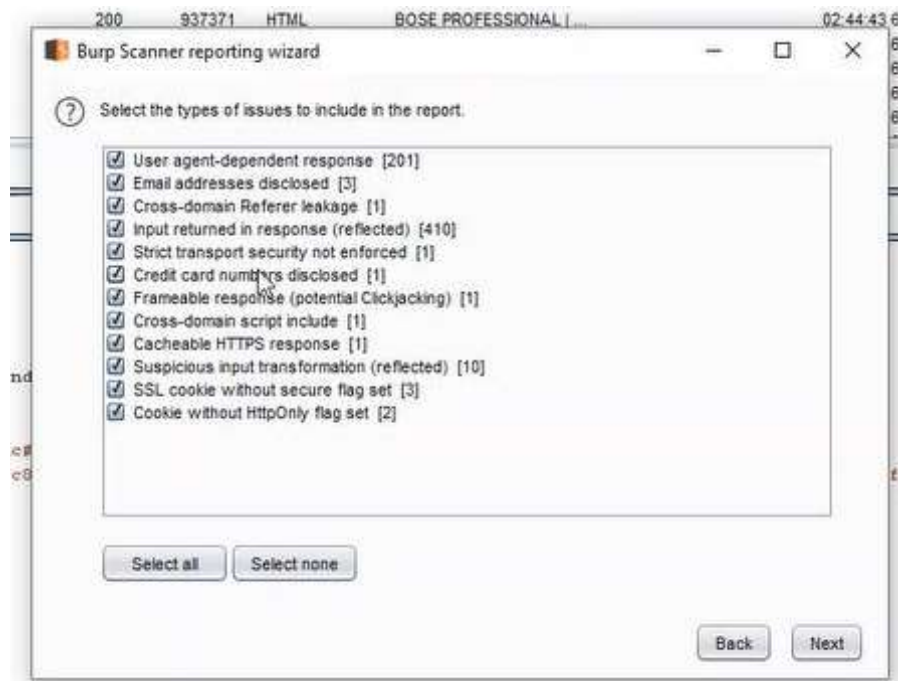 200 937371 HTML BOSE PROFESSIONAL | ... 02:44:43 6
Burp Scanner reporting wizard
Select the types of issues to include in the report.
User agent-dependent response [201]
Email addresses disclosed [3]
Cross-domain Referer leakage [1]
Input returned in response (reflected) [410]
Strict transport security not enforced [1]
Credit card numbers disclosed [1]
Frameable response (potential Clickjacking) [1]
Cross-domain script include [1]
Cacheable HTTPS response [1]
Suspicious input transformation (reflected) [10]
SSL cookie without secure flag set [3]
Cookie without HttpOnly flag set [2]
Select all Select none
Back Next